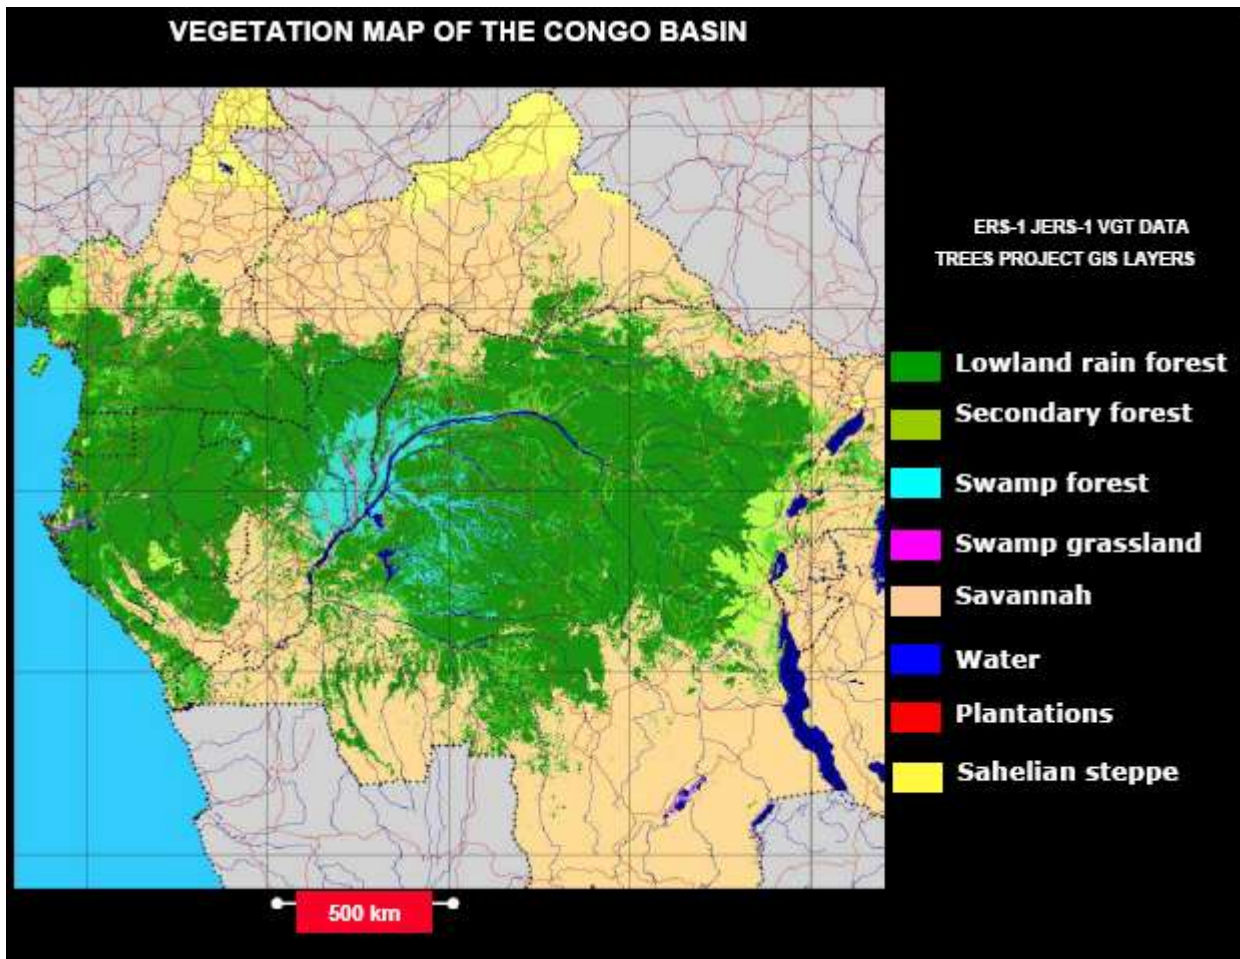 VEGETATION MAP OF THE CONGO BASIN
ERS-1 JERS-1 VGT DATA
TREES PROJECT GIS LAYERS
Lowland rain forest
Secondary forest
Swamp forest
Swamp grassland
Savannah
Water
Plantations
Sahelian steppe
500 km